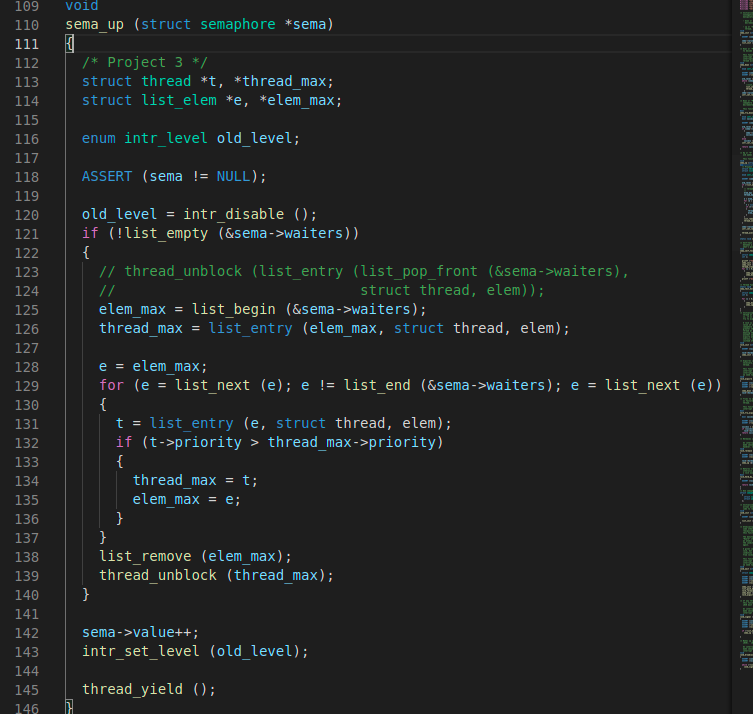 109 void
110 sema_up (struct semaphore *sema)
111 {
112 /* Project 3 */
113 struct thread *t, *thread_max;
114 struct list_elem *e, *elem_max;
115
116 enum intr_level old_level;
117
118 ASSERT (sema != NULL);
119
120 old_level = intr_disable ();
121 if (!list_empty (&sema->waiters))
122 {
123 // thread_unblock (list_entry (list_pop_front (&sema->waiters),
124 // struct thread, elem));
125 elem_max = list_begin (&sema->waiters);
126 thread_max = list_entry (elem_max, struct thread, elem);
127
128 e = elem_max;
129 for (e = list_next (e); e != list_end (&sema->waiters); e = list_next (e))
130 {
131 t = list_entry (e, struct thread, elem);
132 if (t->priority > thread_max->priority)
133 {
134 thread_max = t;
135 elem_max = e;
136 }
137 }
138 list_remove (elem_max);
139 thread_unblock (thread_max);
140 }
141
142 sema->value++;
143 intr_set_level (old_level);
144
145 thread_yield ();
146 }